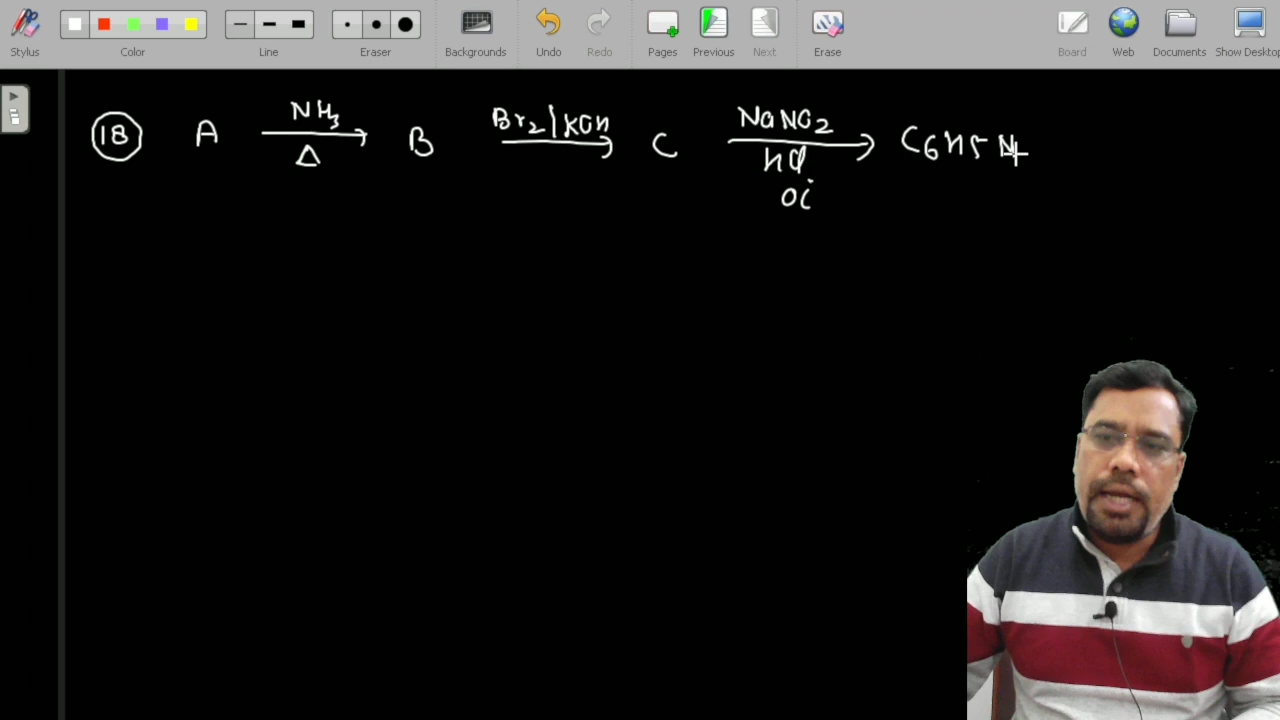 Stylus
Color
Line
Eraser
Backgrounds
Undo
Redo
Pages
Previous
Next
Erase
Board
Web
Documents
Show Desktop
18 A NH3 Δ B Br2|KOH C NaNO2 HCl 0i C6H5N